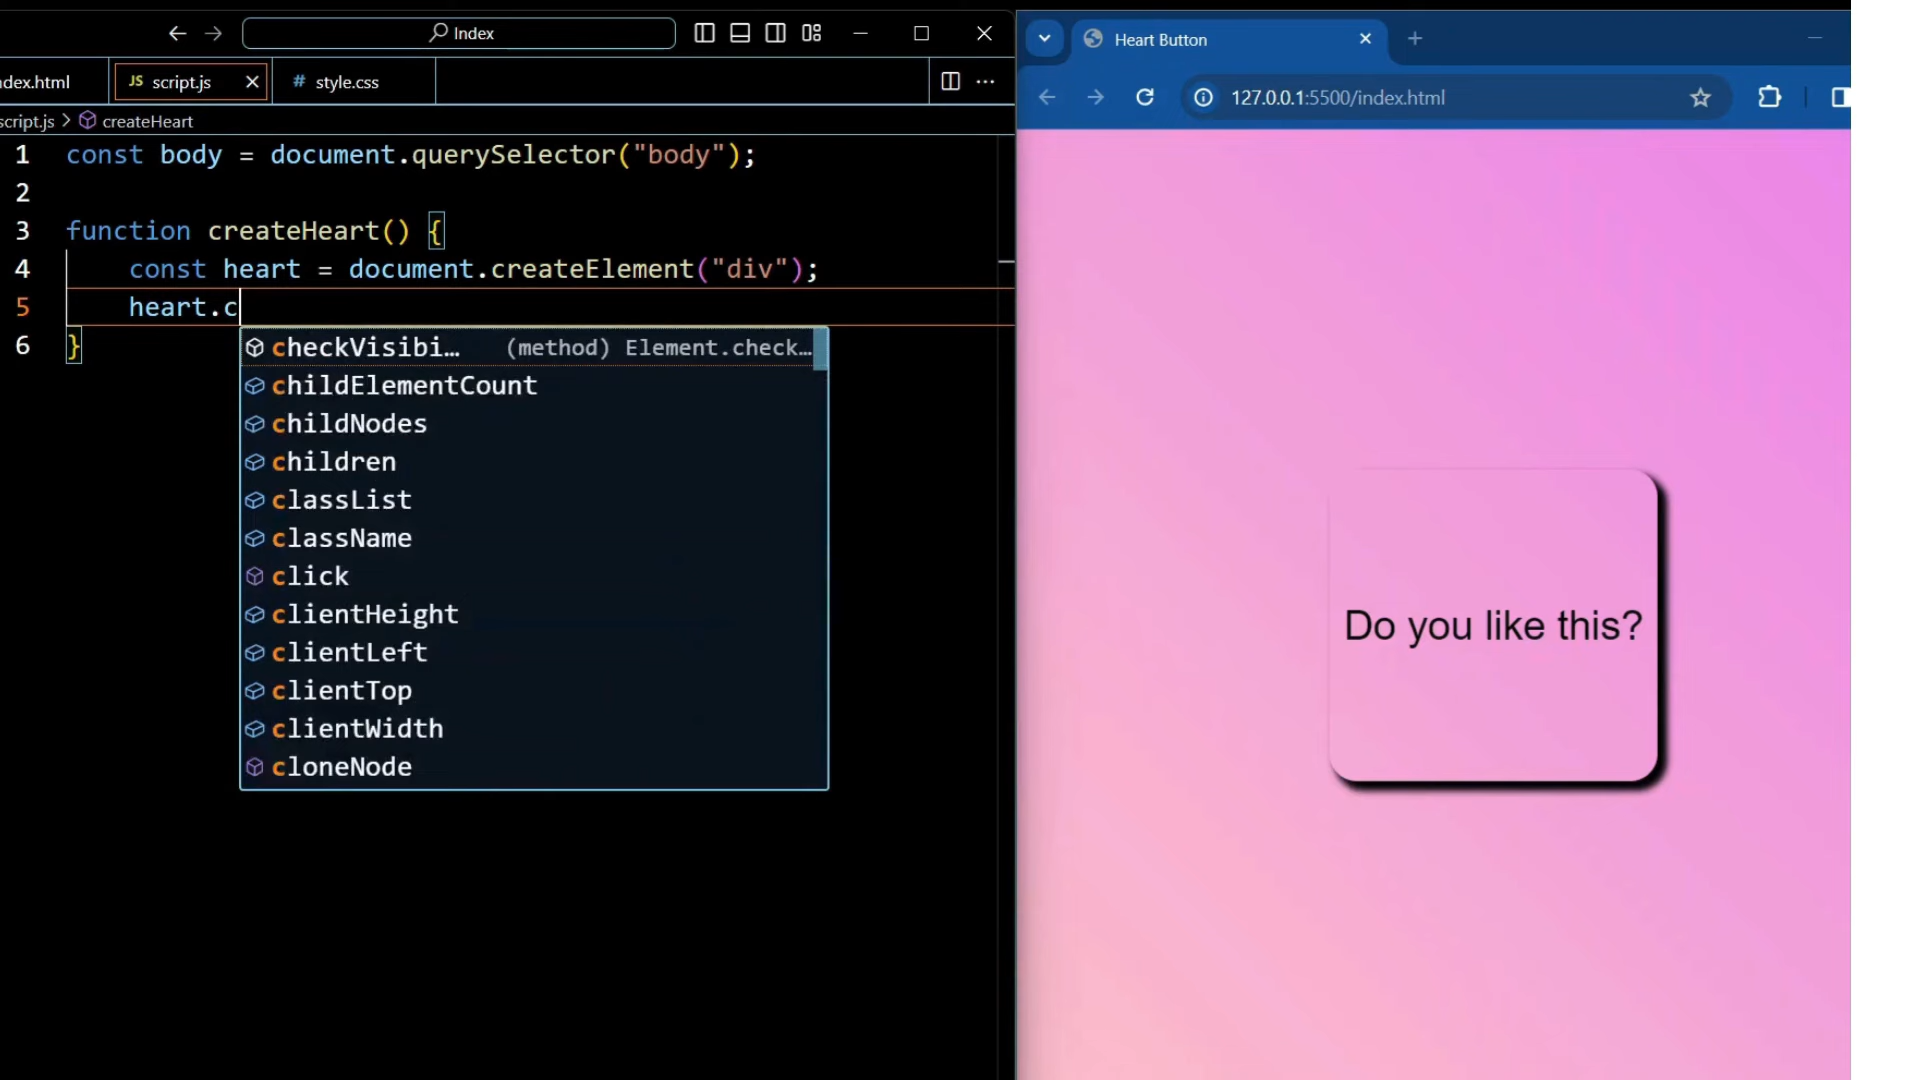 Index
ndex.html
JS script.js
# style.css
script.js > createHeart
1 const body = document.querySelector("body");
2
3 function createHeart() {
4 const heart = document.createElement("div");
5 heart.c
6 }
checkVisibi… (method) Element.check…
childElementCount
childNodes
children
classList
className
click
clientHeight
clientLeft
clientTop
clientWidth
cloneNode
Heart Button
127.0.0.1:5500/index.html
Do you like this?